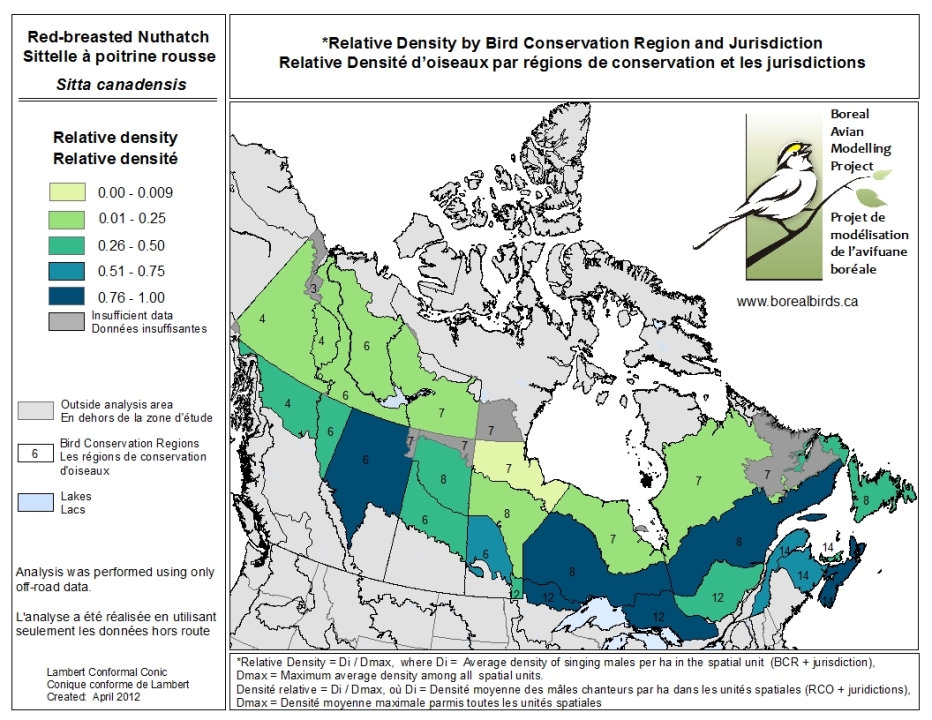 Red-breasted Nuthatch
Sittelle à poitrine rousse
Sitta canadensis
*Relative Density by Bird Conservation Region and Jurisdiction
Relative Densité d'oiseaux par régions de conservation et les jurisdictions
Relative density
Relative densité
0.00 - 0.009
0.01 - 0.25
0.26 - 0.50
0.51 - 0.75
0.76 - 1.00
Insufficient data
Données insuffisantes
Outside analysis area
En dehors de la zone d'étude
6
Bird Conservation Regions
Les régions de conservation
d'oiseaux
Lakes
Lacs
Analysis was performed using only
off-road data.
L'analyse a été réalisée en utilisant
seulement les données hors route
Lambert Conformal Conic
Conique conforme de Lambert
Created: April 2012
Boreal
Avian
Modelling
Project
Projet de
modélisation
de l'avifuane
boréale
www.borealbirds.ca
3
4
4
6
6
7
4
7
6
7
7
6
7
8
7
7
8
8
6
8
7
6
8
14
14
14
8
2
12
12
12
*Relative Density = Di / Dmax, where Di = Average density of singing males per ha in the spatial unit (BCR + jurisdiction),
Dmax = Maximum average density among all spatial units.
Densité relative = Di / Dmax, où Di = Densité moyenne des mâles chanteurs par ha dans les unités spatiales (RCO + juridictions),
Dmax = Densité moyenne maximale parmis toutes les unités spatiales